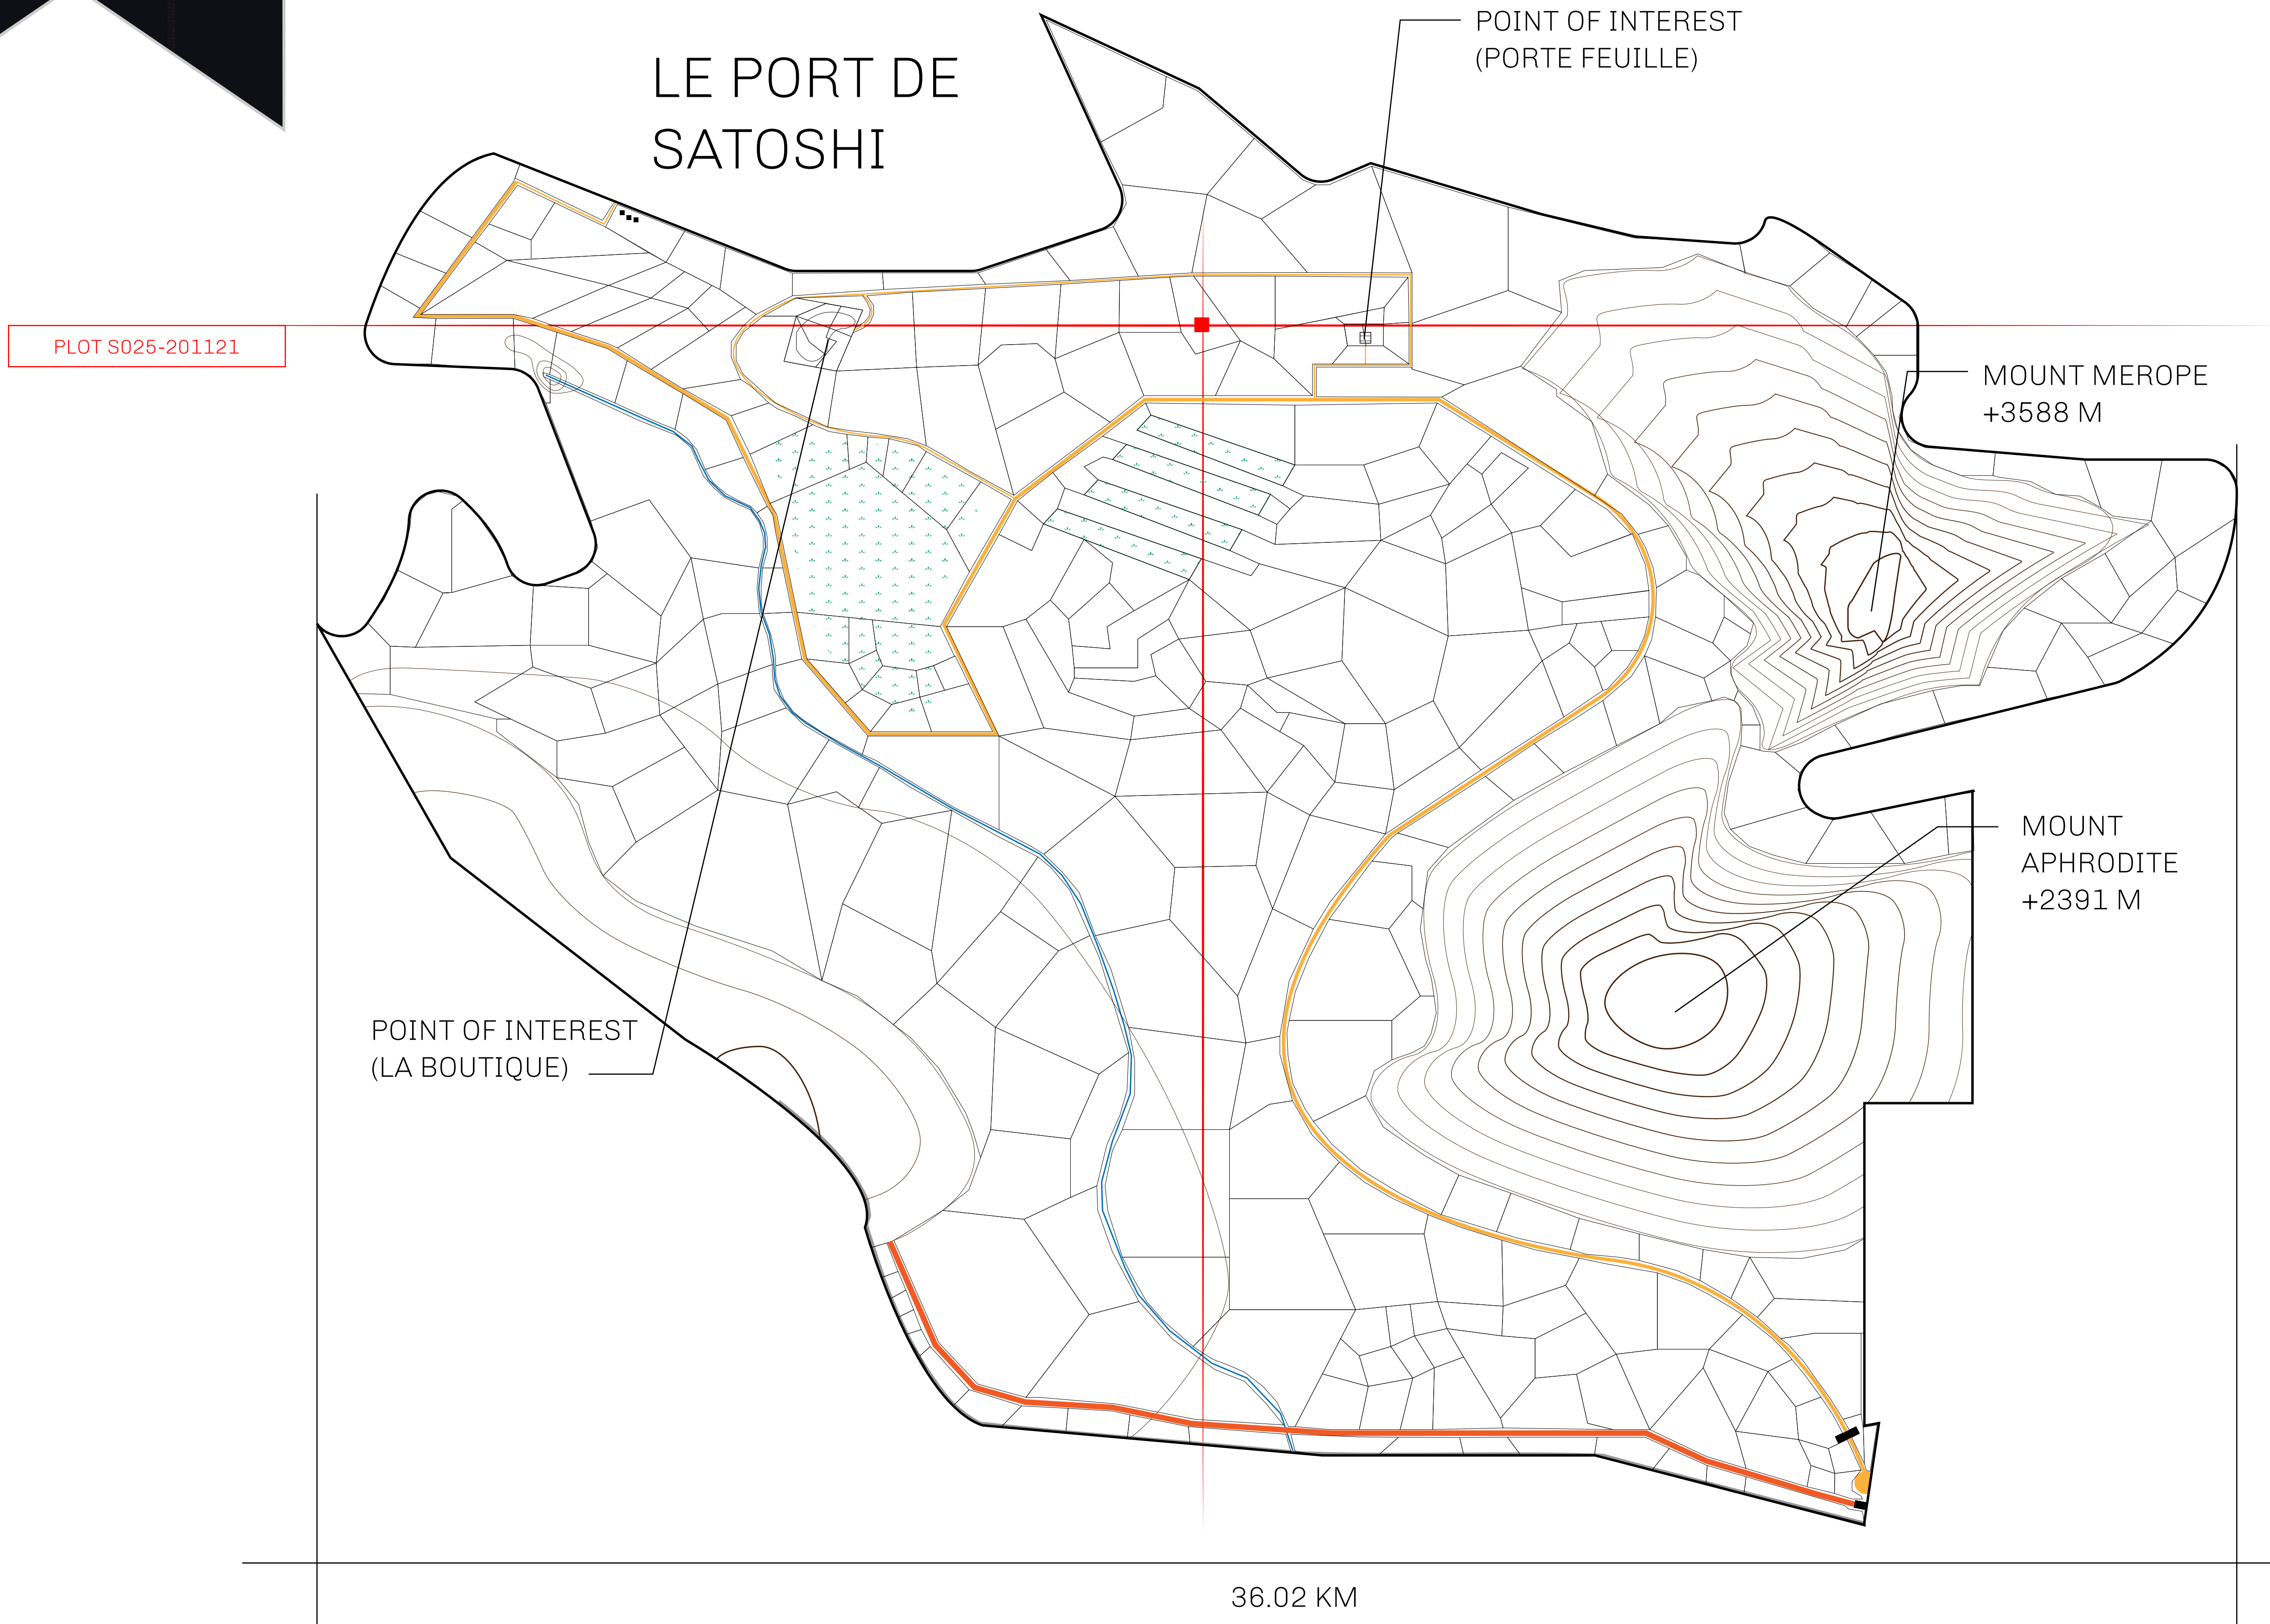 POINT OF INTEREST
(PORTE FEUILLE)
LE PORT DE
SATOSHI
PLOT S025-201121
MOUNT MEROPE
+3588 M
MOUNT
APHRODITE
+2391 M
POINT OF INTEREST
(LA BOUTIQUE)
36.02 KM